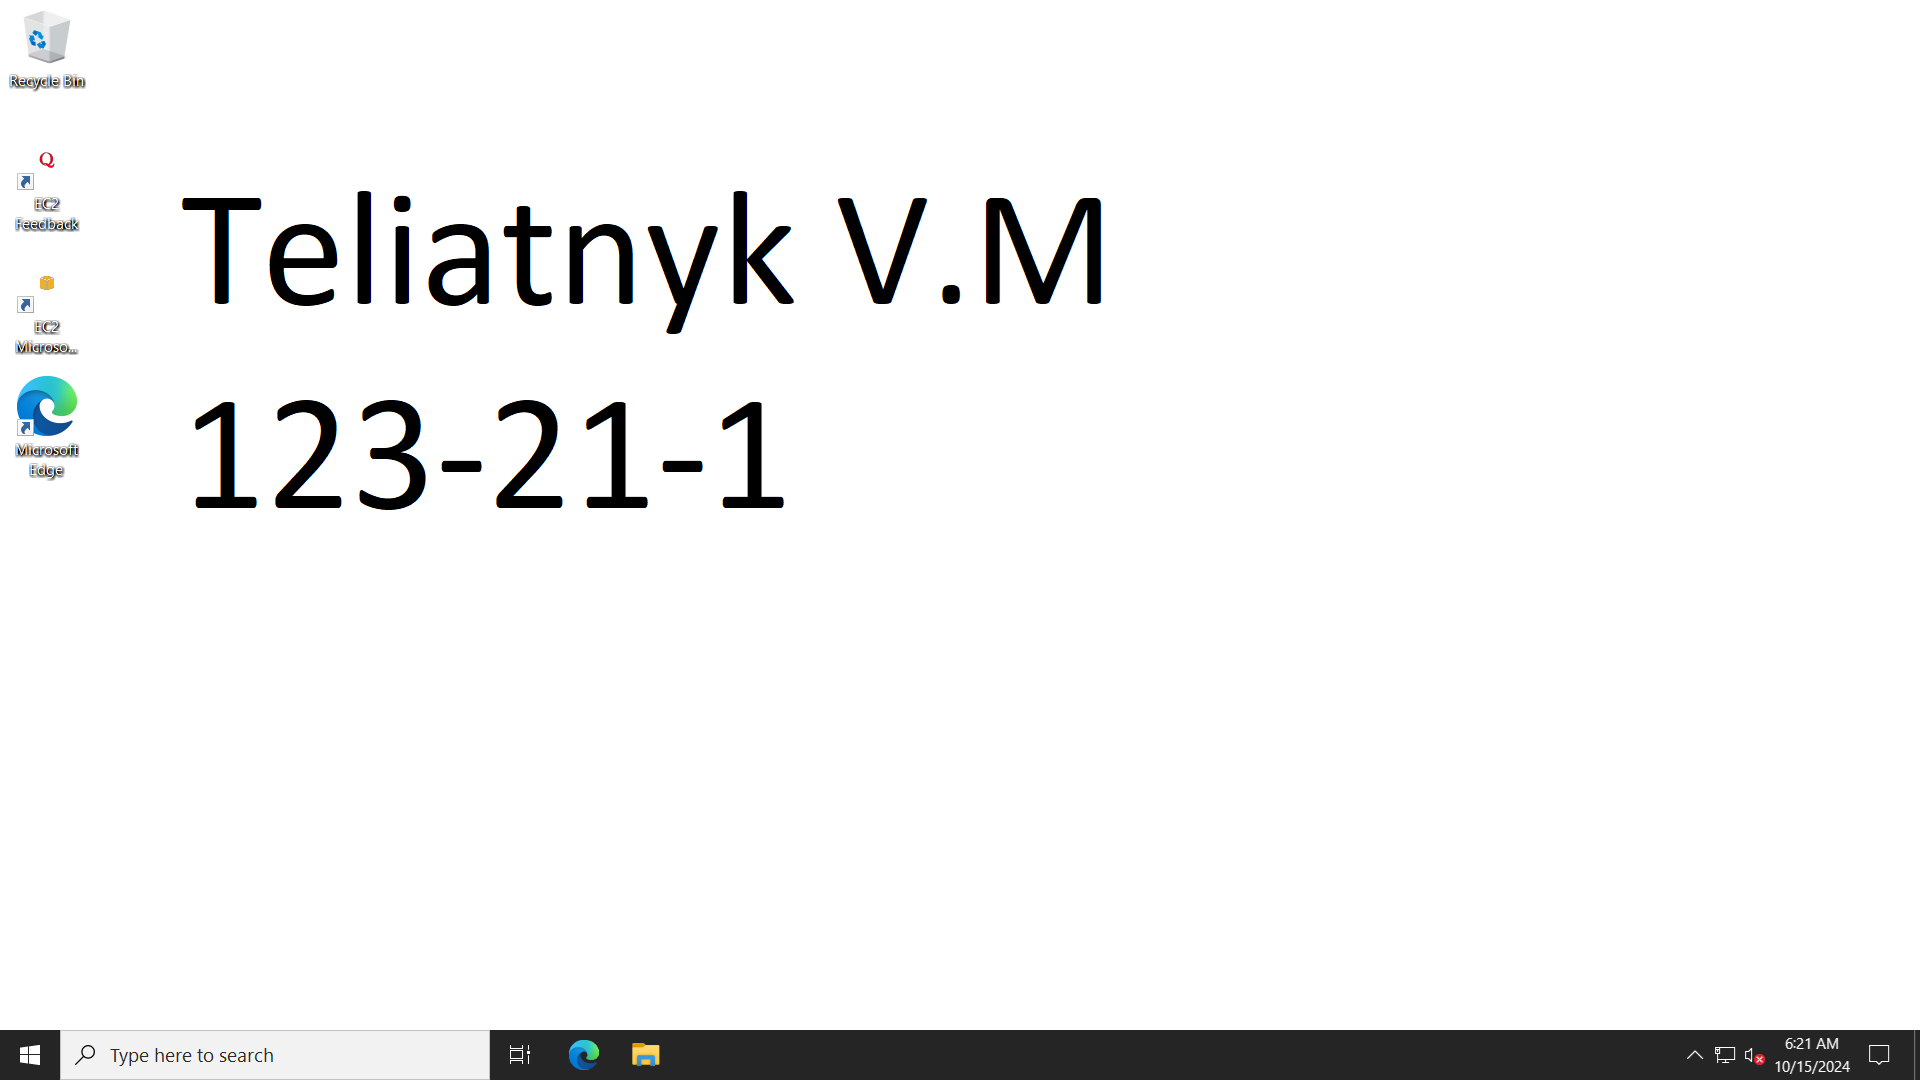 Recycle Bin
EC2
Feedback
EC2
Microso...
Microsoft
Edge
Teliatnyk V.M
123-21-1
Type here to search
6:21 AM
10/15/2024